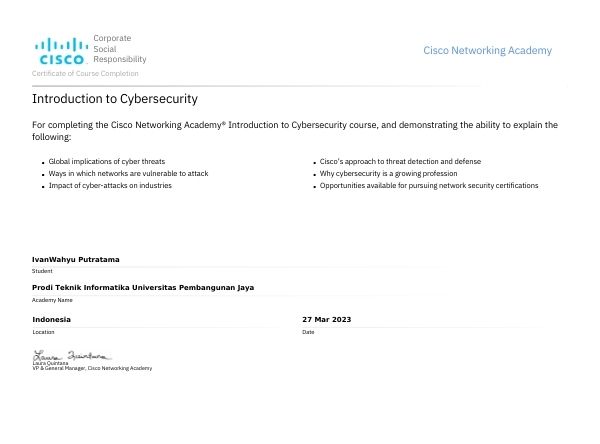 Corporate
Social
Responsibility
CISCO
Cisco Networking Academy
Certificate of Course Completion
Introduction to Cybersecurity
For completing the Cisco Networking Academy® Introduction to Cybersecurity course, and demonstrating the ability to explain the
following:
• Global implications of cyber threats
• Ways in which networks are vulnerable to attack
• Impact of cyber-attacks on industries
• Cisco's approach to threat detection and defense
• Why cybersecurity is a growing profession
• Opportunities available for pursuing network security certifications
IvanWahyu Putratama
Student
Prodi Teknik Informatika Universitas Pembangunan Jaya
Academy Name
Indonesia
Location
27 Mar 2023
Date
Laura Quintana
Laura Quintana
VP & General Manager, Cisco Networking Academy